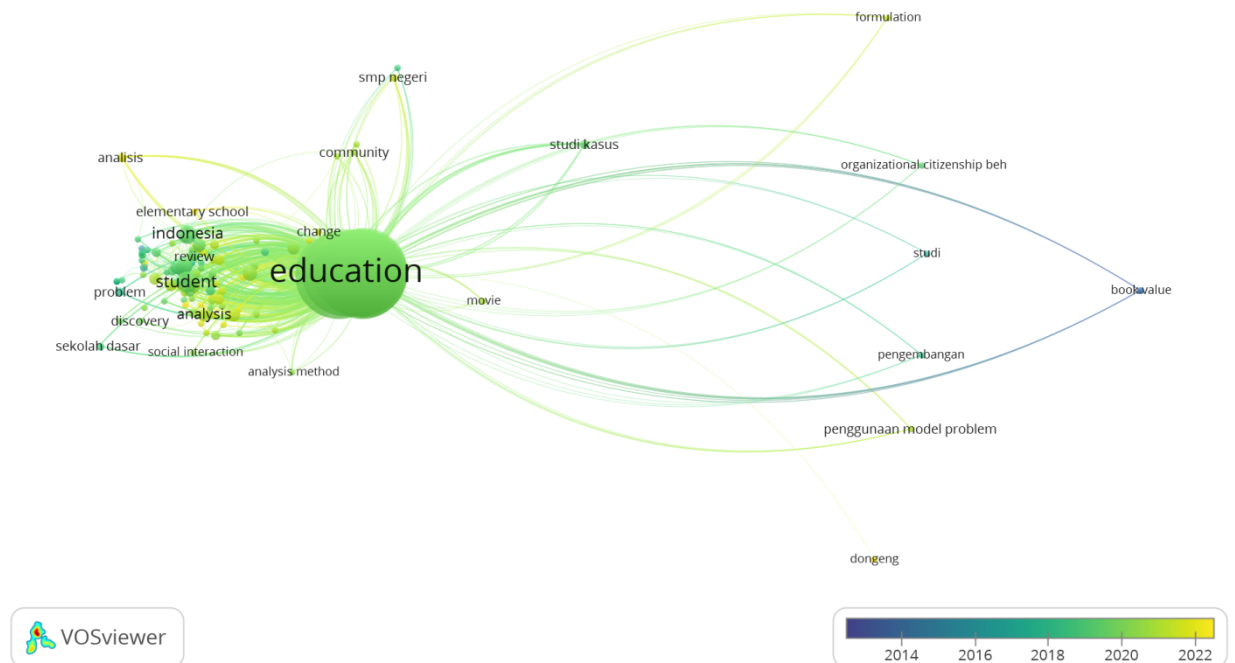 formulation
smp negeri
studi kasus
community
analisis
organizational citizenship beh
elementary school
change
indonesia
review
studi
education
student
problem
book value
movie
analysis
discovery
sekolah dasar
social interaction
pengembangan
analysis method
penggunaan model problem
dongeng
VOSviewer
2014 2016 2018 2020 2022